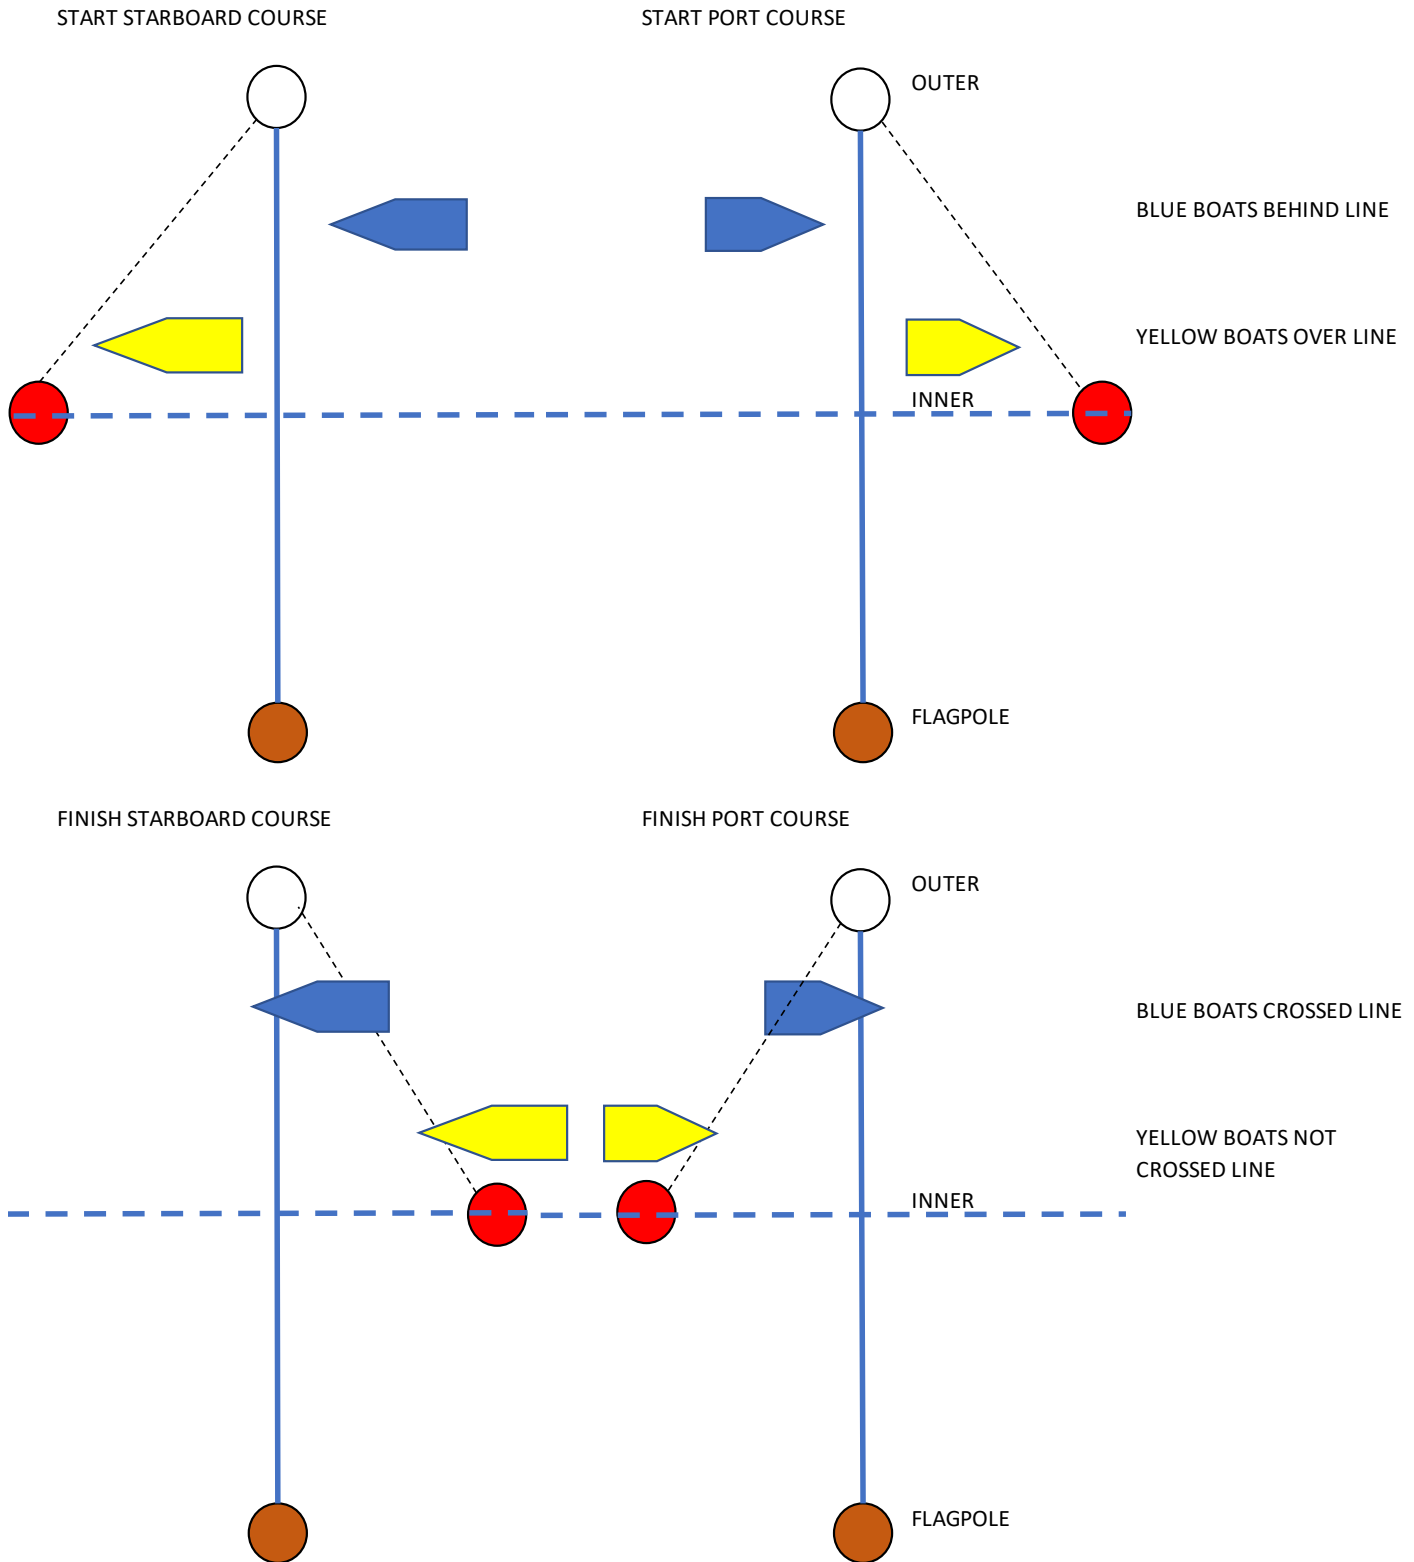 START STARBOARD COURSE
START PORT COURSE
OUTER
BLUE BOATS BEHIND LINE
YELLOW BOATS OVER LINE
INNER
FLAGPOLE
FINISH STARBOARD COURSE
FINISH PORT COURSE
OUTER
BLUE BOATS CROSSED LINE
YELLOW BOATS NOT
CROSSED LINE
INNER
FLAGPOLE